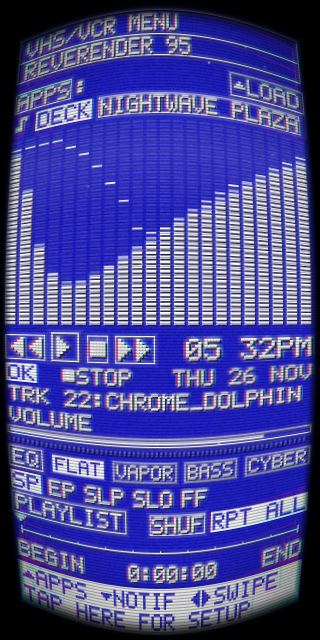 VHS/VCR MENU
REVERENDER 95
APPS: ▲LOAD
♪ DECK NIGHTWAVE PLAZA
05 32PM
OK ■STOP THU 26 NOV
TRK 22:CHROME_DOLPHIN
VOLUME
EQ FLAT VAPOR BASS CYBER
SP EP SLP SLO FF
PLAYLIST SHUF RPT ALL
BEGIN 0:00:00 END
▲APPS ▼NOTIF ◀▶SWIPE
TAP HERE FOR SETUP